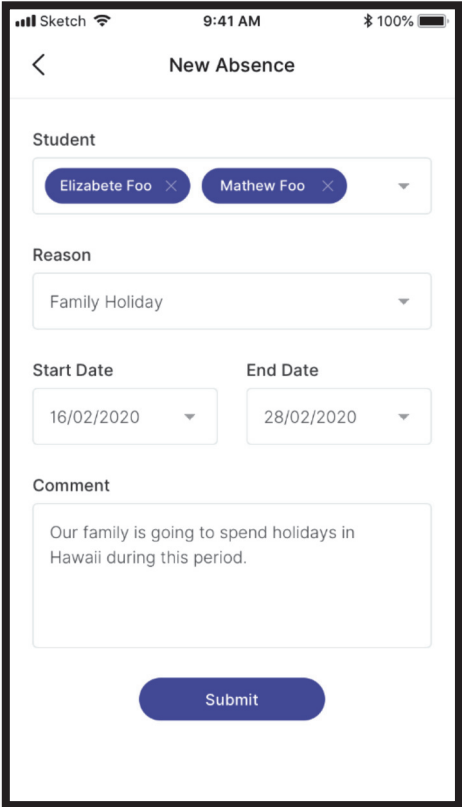 Sketch 9:41 AM 100%
New Absence
Student
Elizabete Foo Mathew Foo
Reason
Family Holiday
Start Date End Date
16/02/2020 28/02/2020
Comment
Our family is going to spend holidays in
Hawaii during this period.
Submit